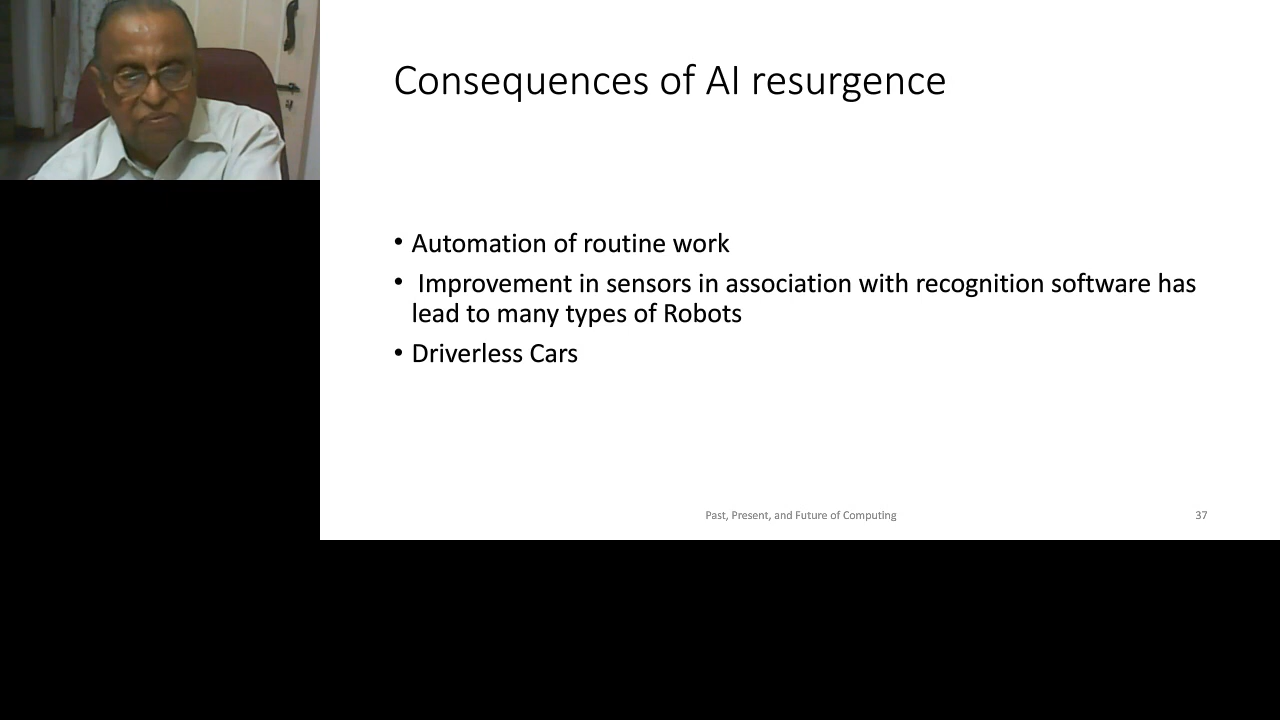 Consequences of AI resurgence
• Automation of routine work
• Improvement in sensors in association with recognition software has
lead to many types of Robots
• Driverless Cars
Past, Present, and Future of Computing
37